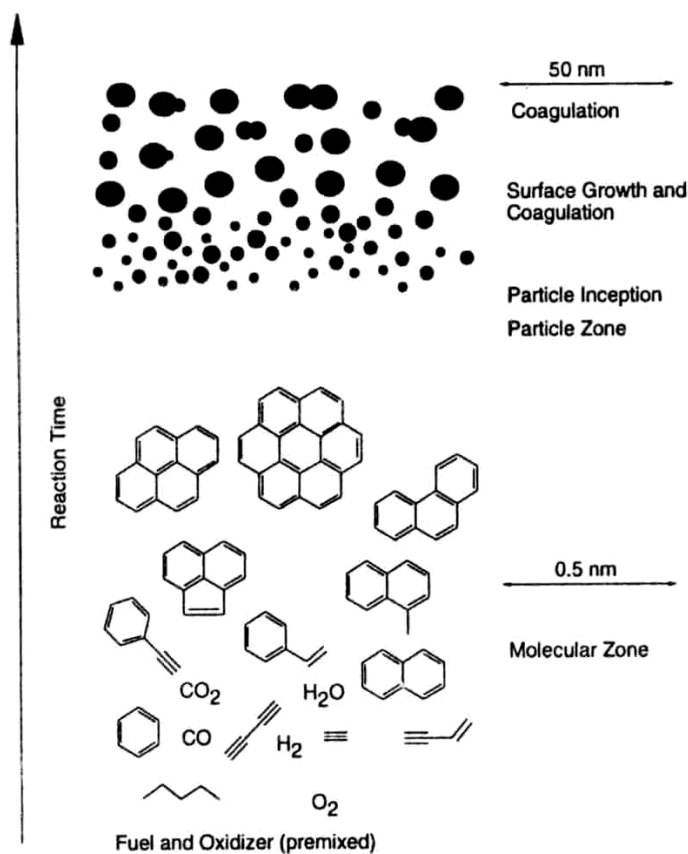 50 nm
Coagulation
Surface Growth and
Coagulation
Particle Inception
Particle Zone
Reaction Time
0.5 nm
Molecular Zone
CO2
H2O
CO
H2
O2
Fuel and Oxidizer (premixed)